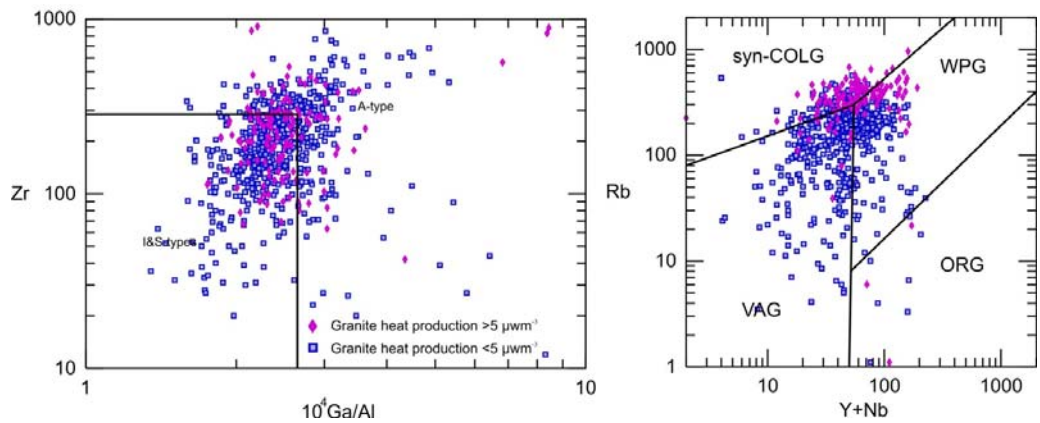 1000
100
10
Zr
1
10
10⁴Ga/Al
A-type
I&S-types
Granite heat production >5 µwm⁻³
Granite heat production <5 µwm⁻³
1000
100
10
1
Rb
10
100
1000
Y+Nb
syn-COLG
WPG
VAG
ORG